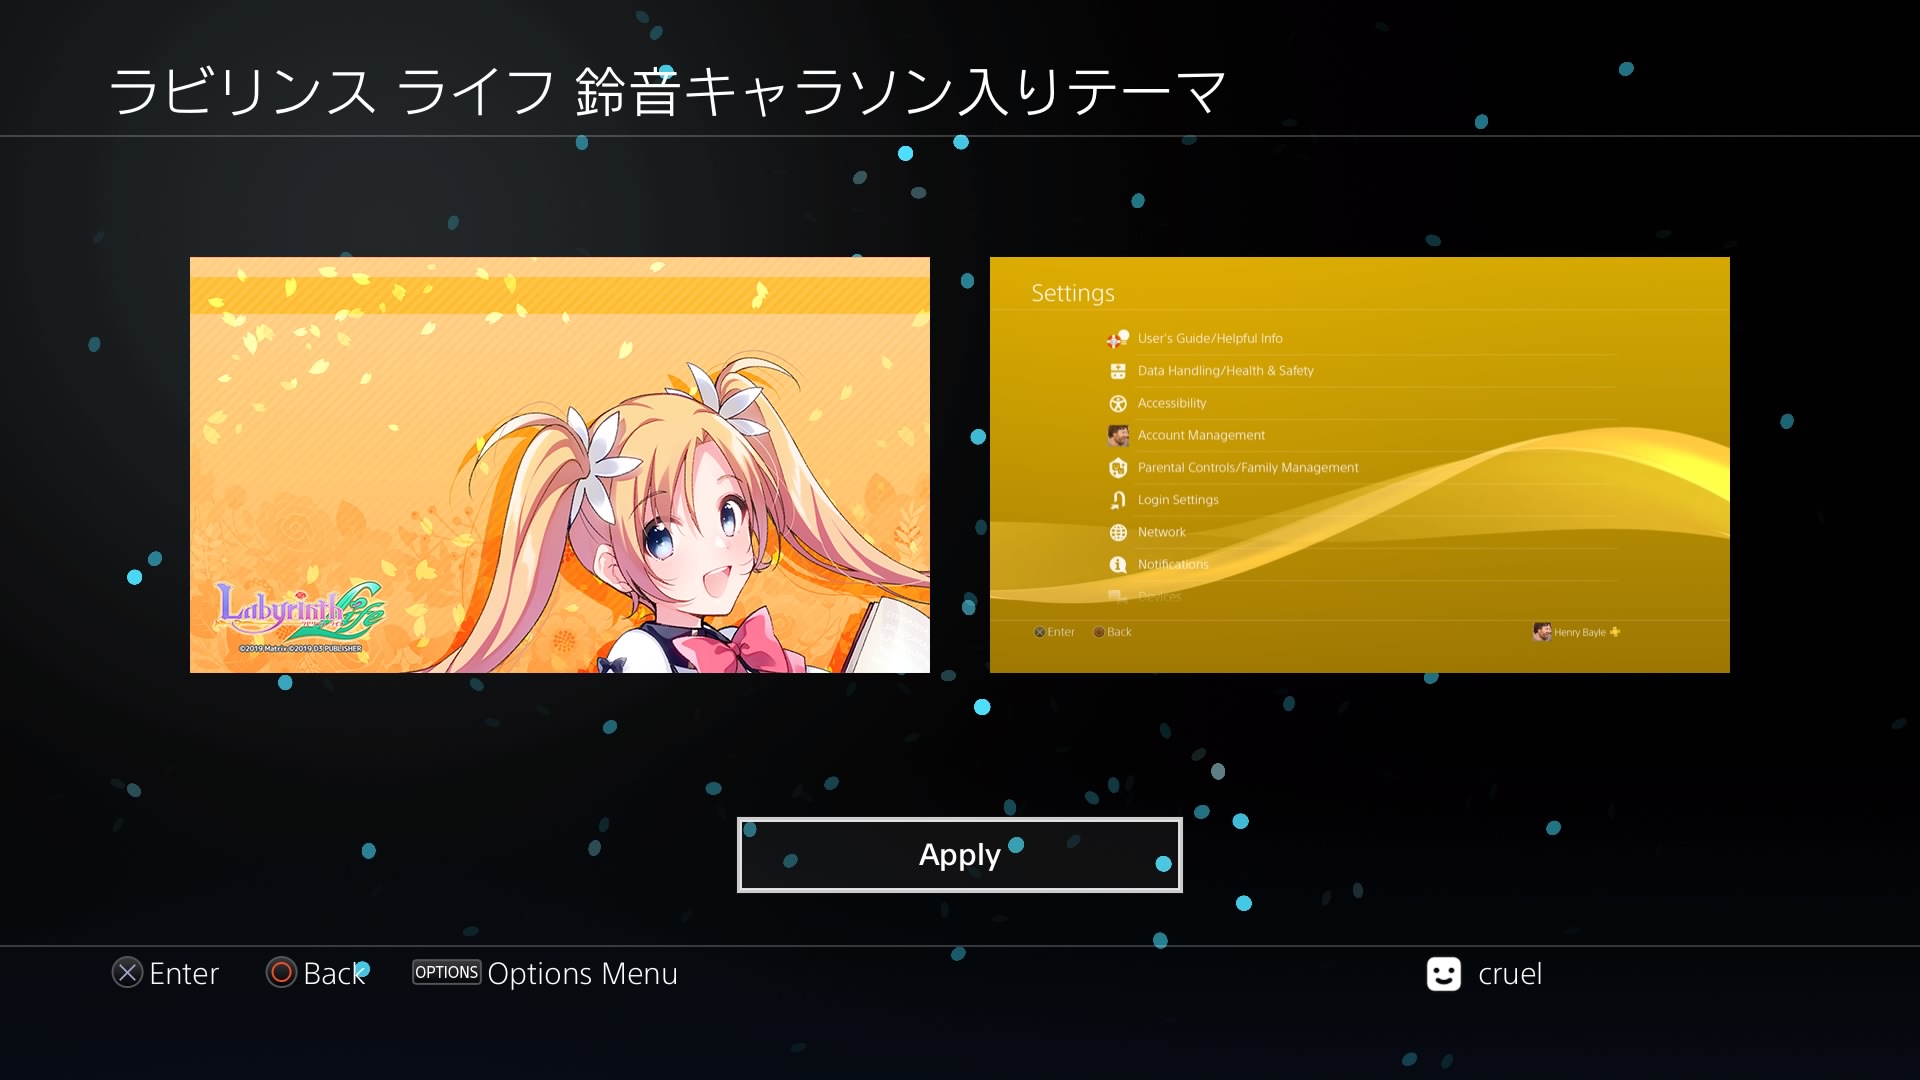 ラビリンス ライフ 鈴音キャラソン入りテーマ
Labyrinth Life
©2019 Matrix ©2019 D3 PUBLISHER
Settings
User's Guide/Helpful Info
Data Handling/Health & Safety
Accessibility
Account Management
Parental Controls/Family Management
Login Settings
Network
Notifications
Devices
Enter
Back
Henry Bayle
Apply
Enter
Back
OPTIONS Options Menu
cruel